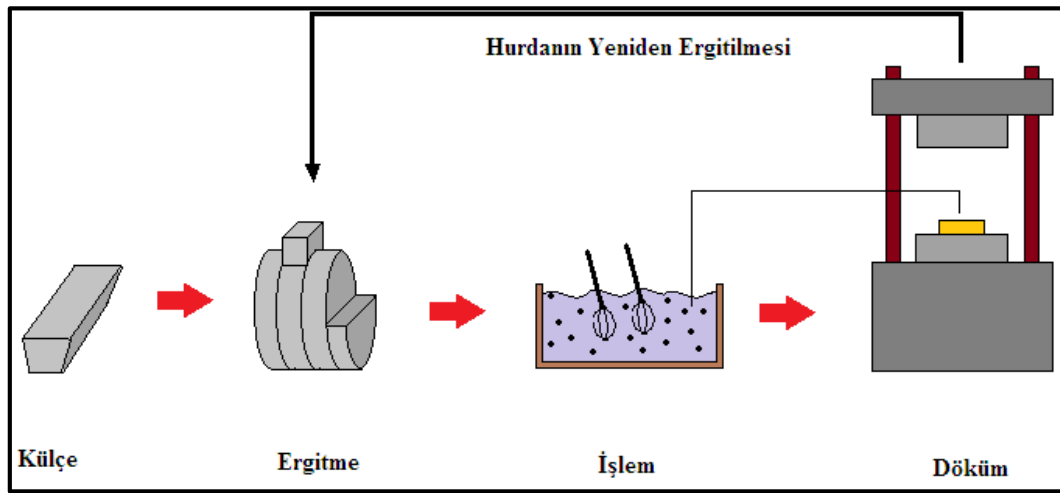 Hurdanın Yeniden Ergitilmesi
Külçe
Ergitme
İşlem
Döküm